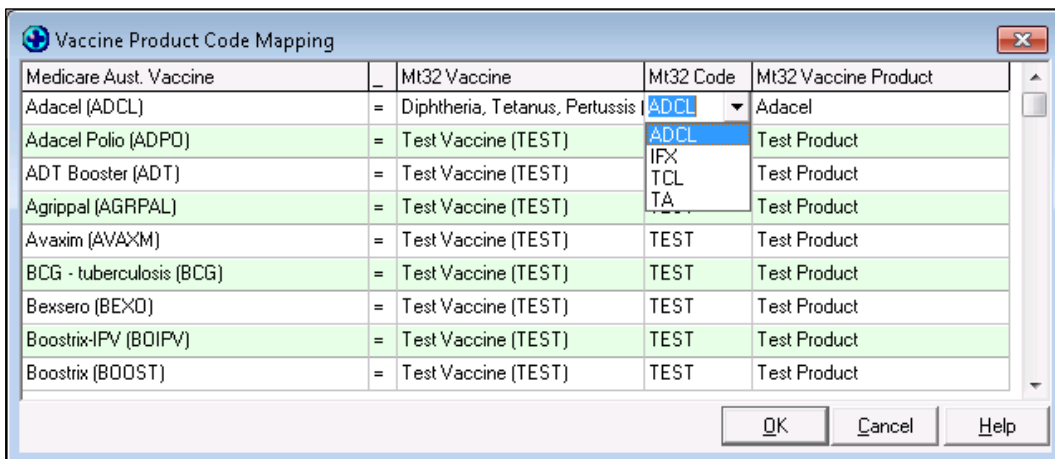 Vaccine Product Code Mapping
Medicare Aust. Vaccine _ Mt32 Vaccine Mt32 Code Mt32 Vaccine Product
Adacel (ADCL) = Diphtheria, Tetanus, Pertussis ADCL Adacel
ADCL
IFX
TCL
TA
Adacel Polio (ADPO) = Test Vaccine (TEST) Test Product
ADT Booster (ADT) = Test Vaccine (TEST) Test Product
Agrippal (AGRPAL) = Test Vaccine (TEST) Test Product
Avaxim (AVAXM) = Test Vaccine (TEST) TEST Test Product
BCG - tuberculosis (BCG) = Test Vaccine (TEST) TEST Test Product
Bexsero (BEXO) = Test Vaccine (TEST) TEST Test Product
Boostrix-IPV (BOIPV) = Test Vaccine (TEST) TEST Test Product
Boostrix (BOOST) = Test Vaccine (TEST) TEST Test Product
OK Cancel Help